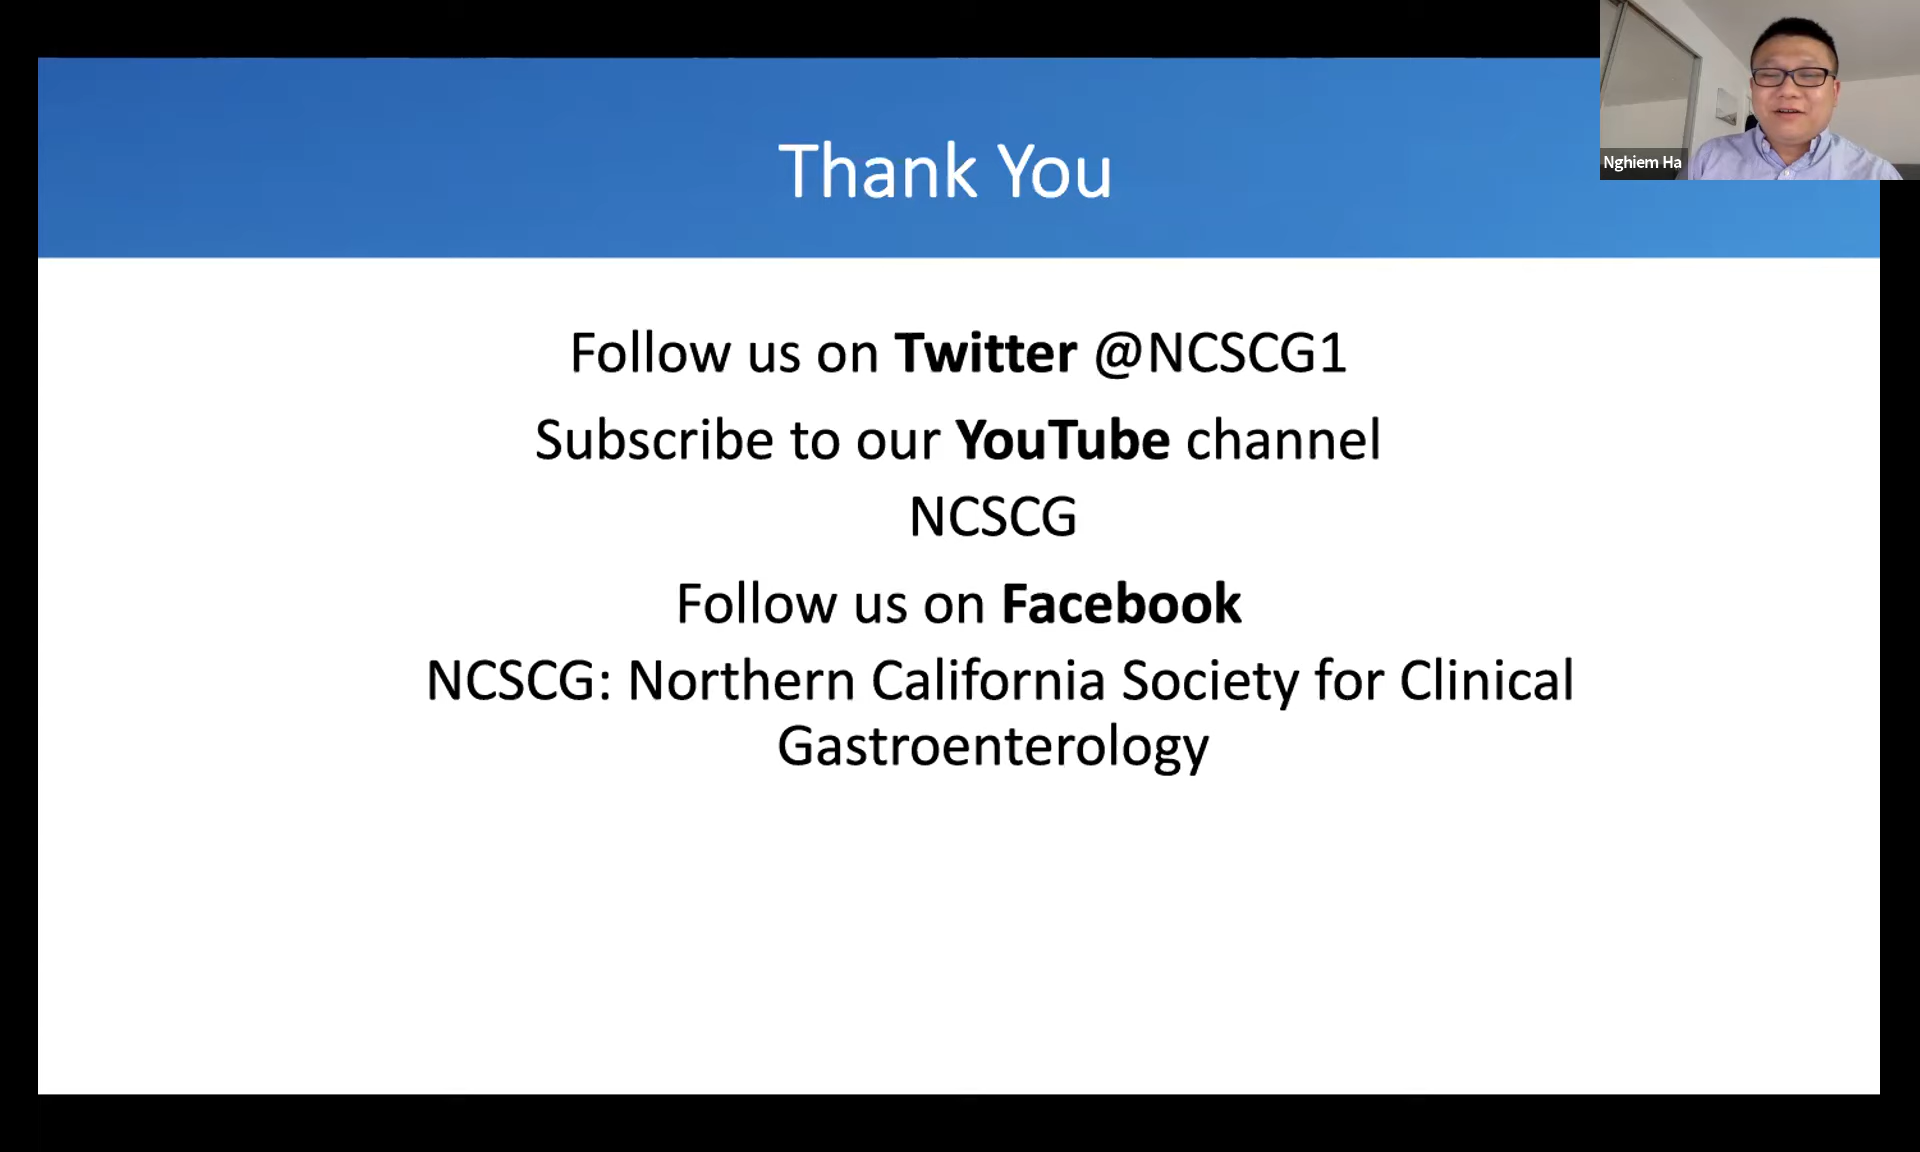 Thank You
Nghiem Ha
Follow us on Twitter @NCSCG1
Subscribe to our YouTube channel
NCSCG
Follow us on Facebook
NCSCG: Northern California Society for Clinical
Gastroenterology